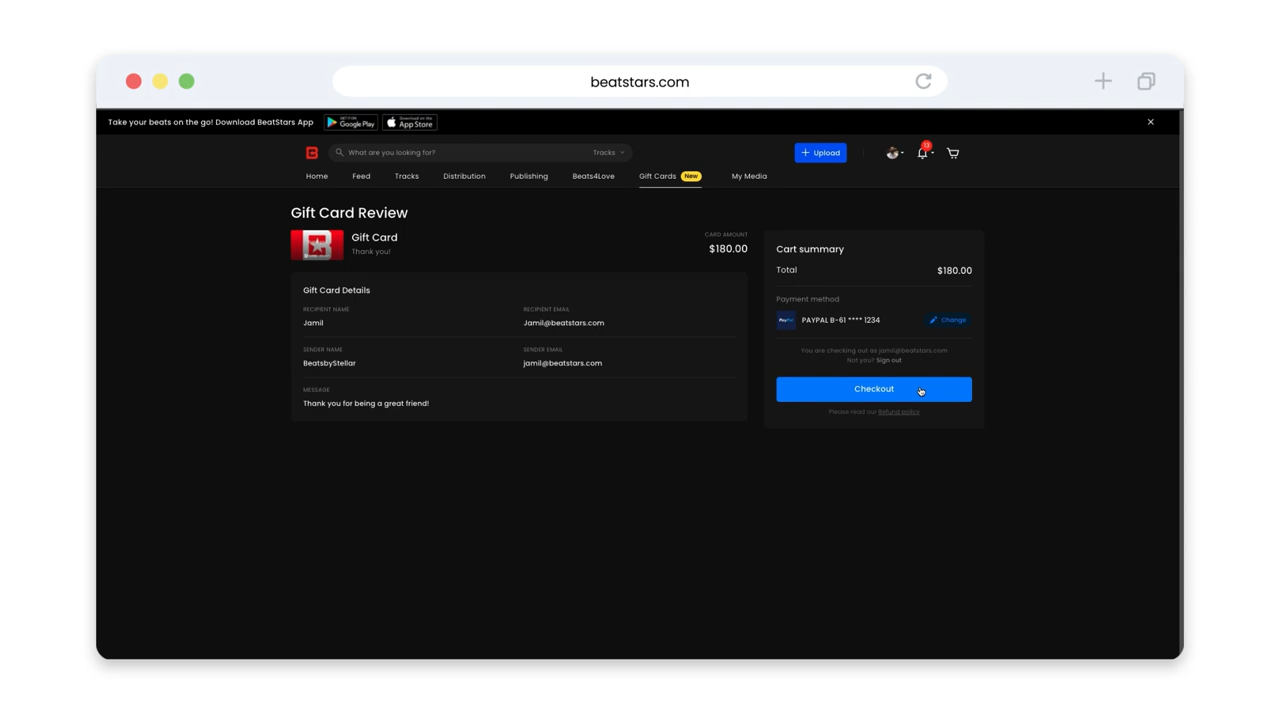 beatstars.com
Take your beats on the go! Download BeatStars App
GET IT ON
Google Play
Download on the
App Store
What are you looking for?
Tracks
Upload
13
Home
Feed
Tracks
Distribution
Publishing
Beats4Love
Gift Cards
New
My Media
Gift Card Review
Gift Card
Thank you!
CARD AMOUNT
$180.00
Gift Card Details
RECIPIENT NAME
RECIPIENT EMAIL
Jamil
Jamil@beatstars.com
SENDER NAME
SENDER EMAIL
BeatsbyStellar
jamil@beatstars.com
MESSAGE
Thank you for being a great friend!
Cart summary
Total
$180.00
Payment method
PayPal
PAYPAL B-61 **** 1234
Change
You are checking out as jamil@beatstars.com
Not you? Sign out
Checkout
Please read our Refund policy